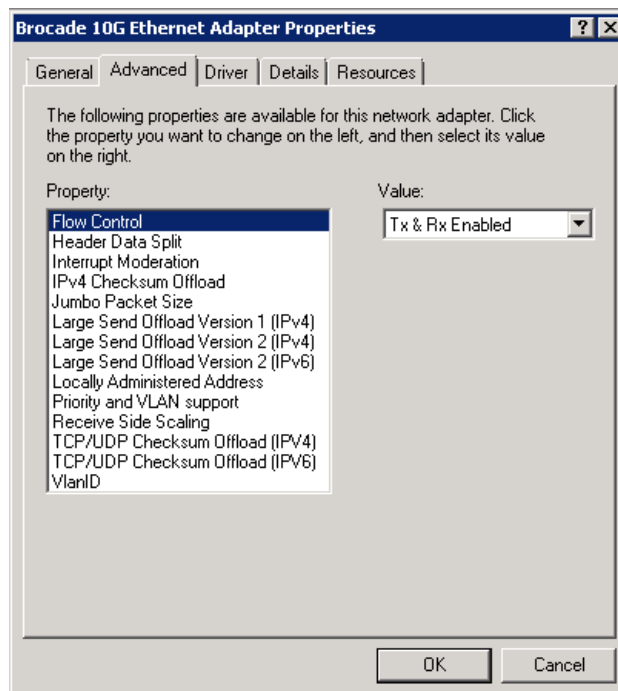 Brocade 10G Ethernet Adapter Properties
General Advanced Driver Details Resources
The following properties are available for this network adapter. Click
the property you want to change on the left, and then select its value
on the right.
Property:
Value:
Flow Control
Tx & Rx Enabled
Header Data Split
Interrupt Moderation
IPv4 Checksum Offload
Jumbo Packet Size
Large Send Offload Version 1 (IPv4)
Large Send Offload Version 2 (IPv4)
Large Send Offload Version 2 (IPv6)
Locally Administered Address
Priority and VLAN support
Receive Side Scaling
TCP/UDP Checksum Offload (IPV4)
TCP/UDP Checksum Offload (IPV6)
VlanID
OK
Cancel